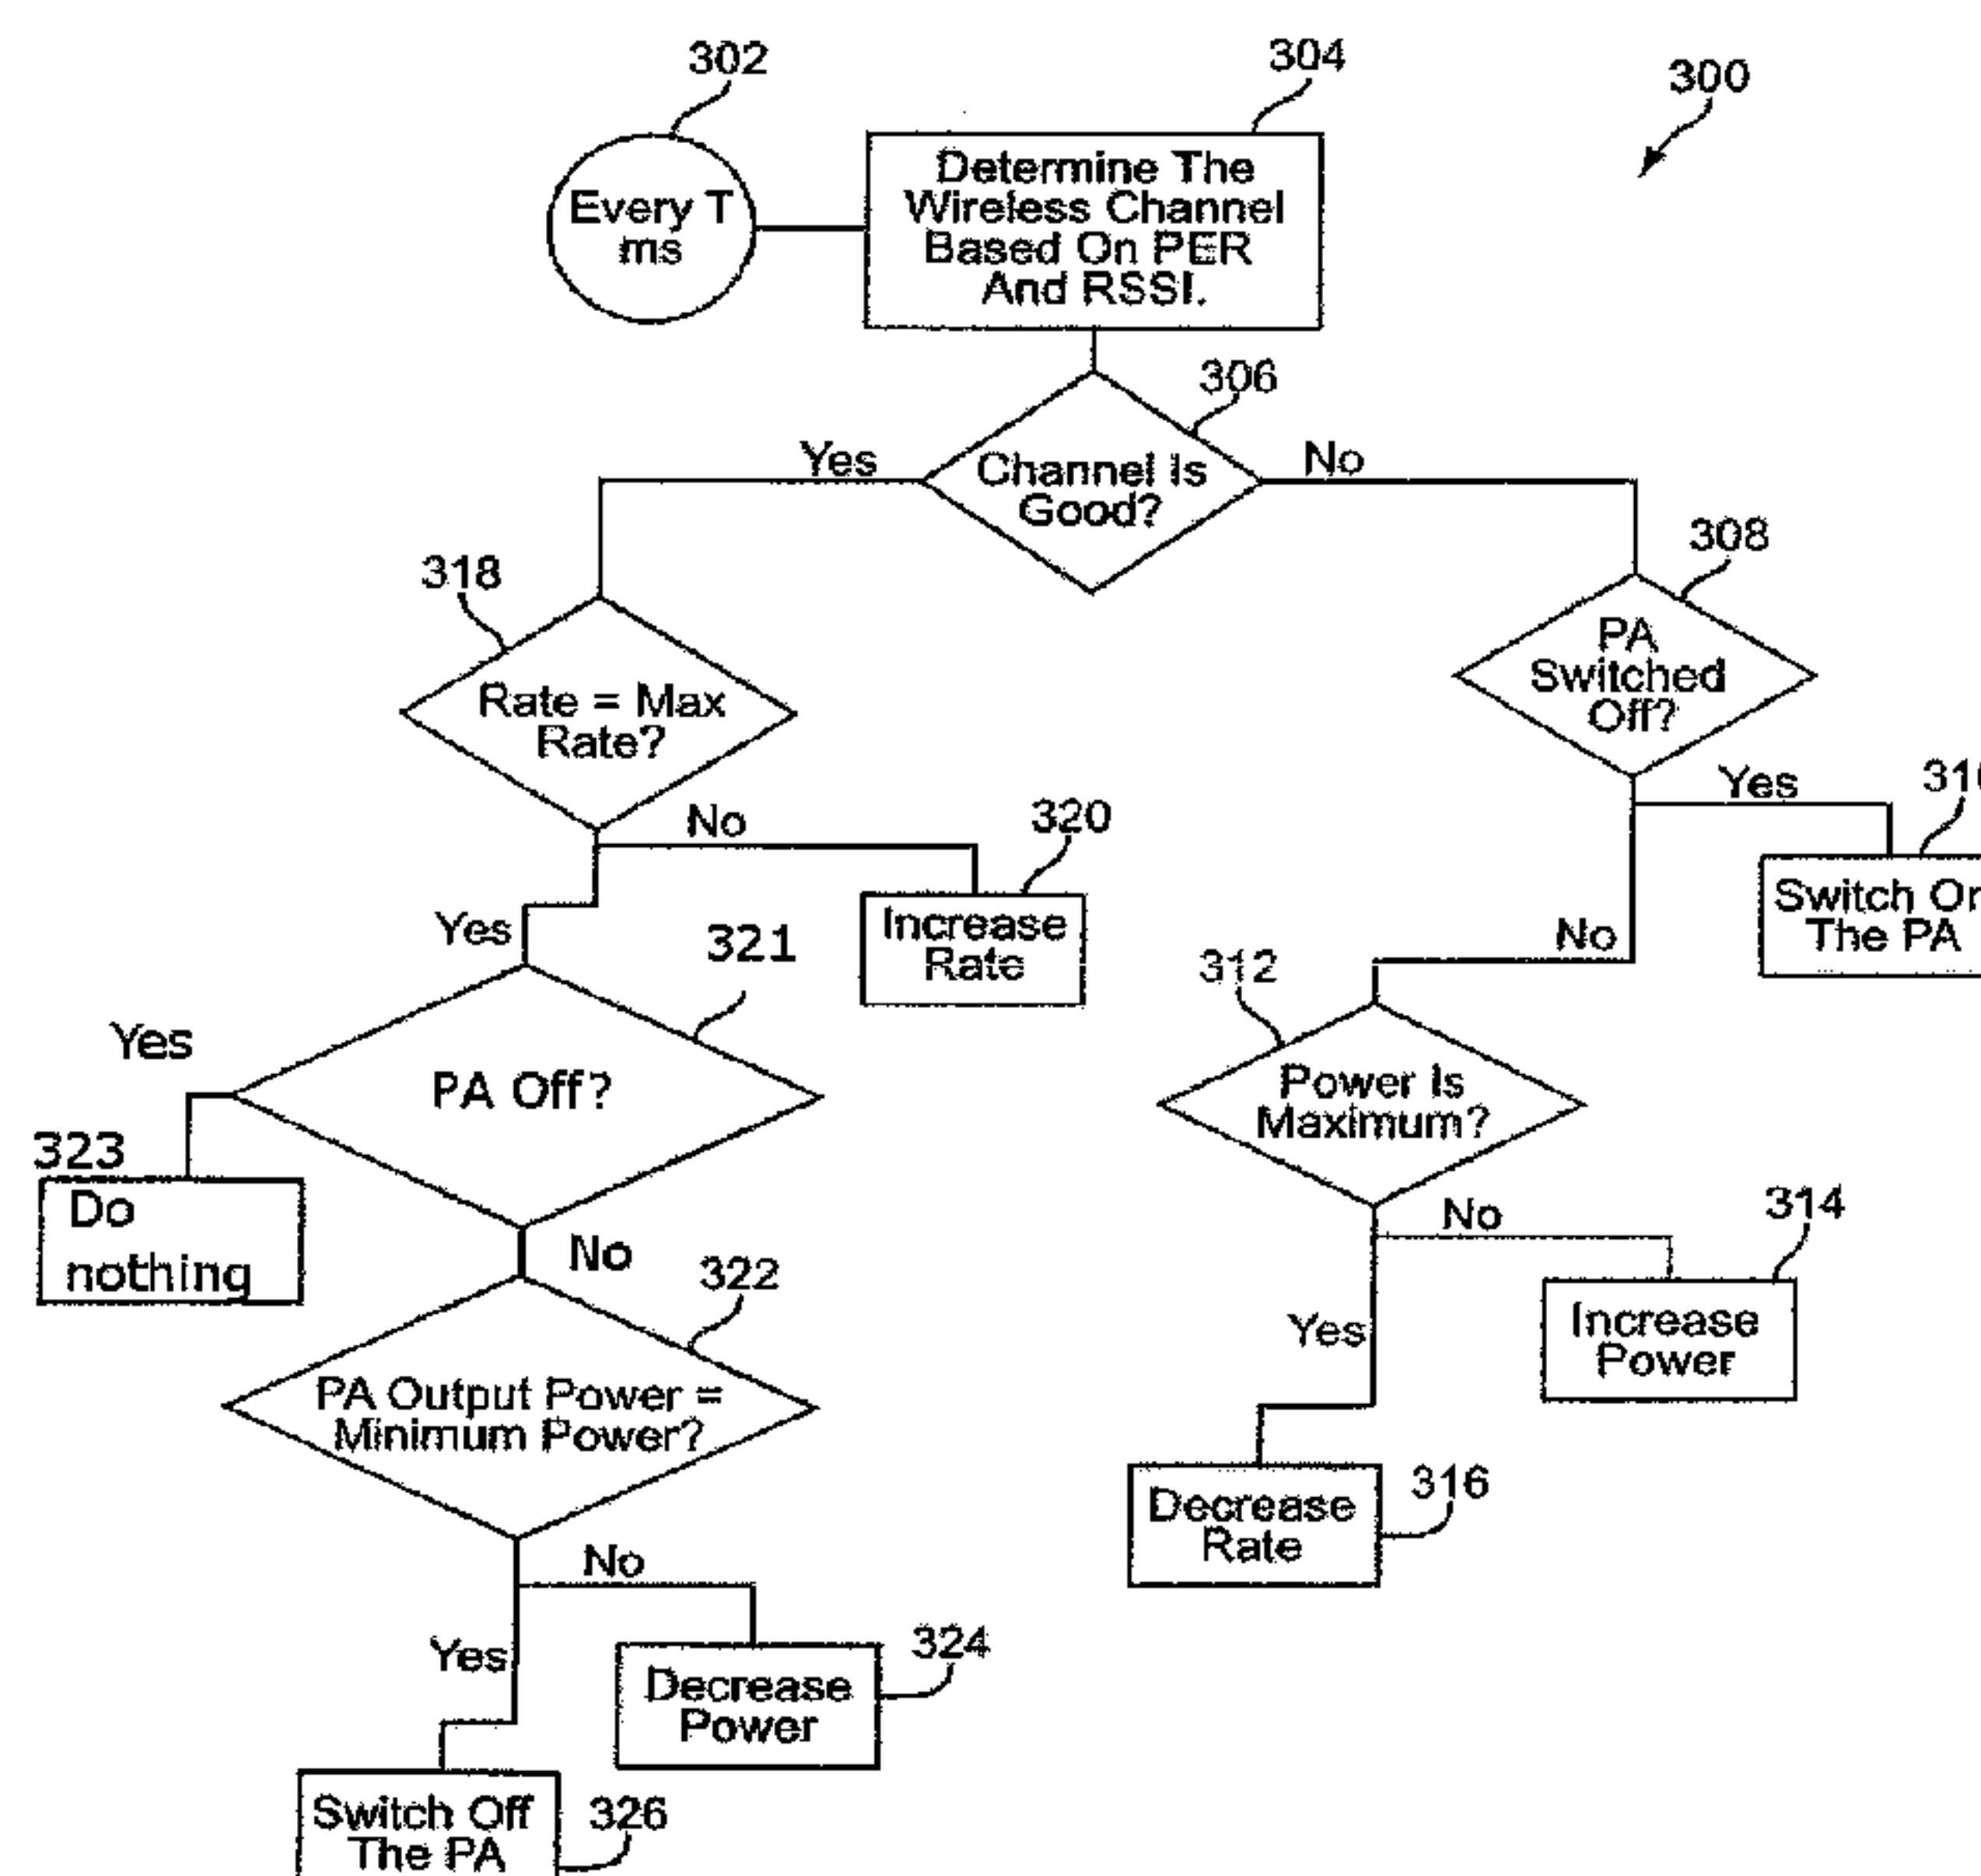 302
304
300
Every T
ms
Determine The
Wireless Channel
Based On PER
And RSSI.
306
Yes
Channel Is
Good?
No
318
308
Rate = Max
Rate?
PA
Switched
Off?
No
320
Yes
Yes
Increase
Rate
321
No
Switch
The PA
312
Yes
PA Off?
Power Is
Maximum?
323
Do
nothing
No
322
No
314
Yes
Increase
Power
PA Output Power =
Minimum Power?
316
Decrease
Rate
No
Yes
324
Decrease
Power
Switch Off
The PA
326